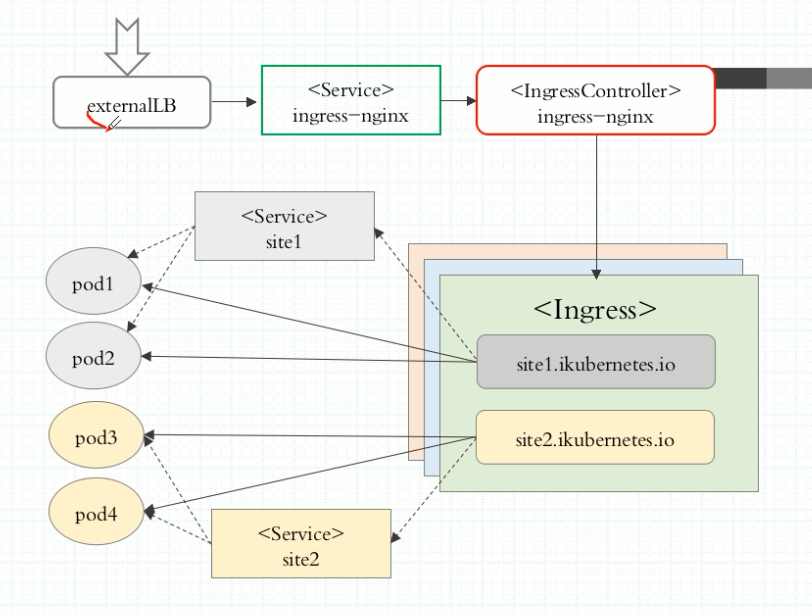 externalLB
<Service>
ingress-nginx
<IngressController>
ingress-nginx
<Service>
site1
pod1
pod2
pod3
pod4
<Ingress>
site1.ikubernetes.io
site2.ikubernetes.io
<Service>
site2